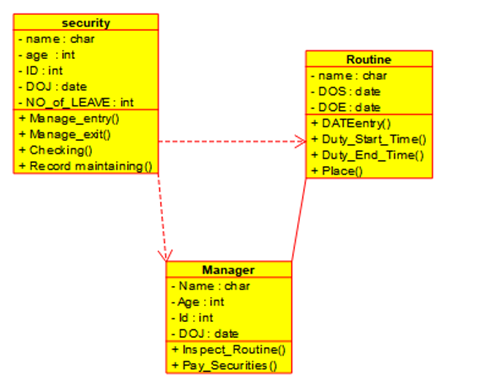 security
- name : char
- age : int
- ID : int
- DOJ : date
- NO_of_LEAVE : int
+ Manage_entry()
+ Manage_exit()
+ Checking()
+ Record maintaining()
Routine
- name : char
- DOS : date
- DOE : date
+ DATEentry()
+ Duty_Start_Time()
+ Duty_End_Time()
+ Place()
Manager
- Name : char
- Age : int
- Id : int
- DOJ : date
+ Inspect_Routine()
+ Pay_Securities()